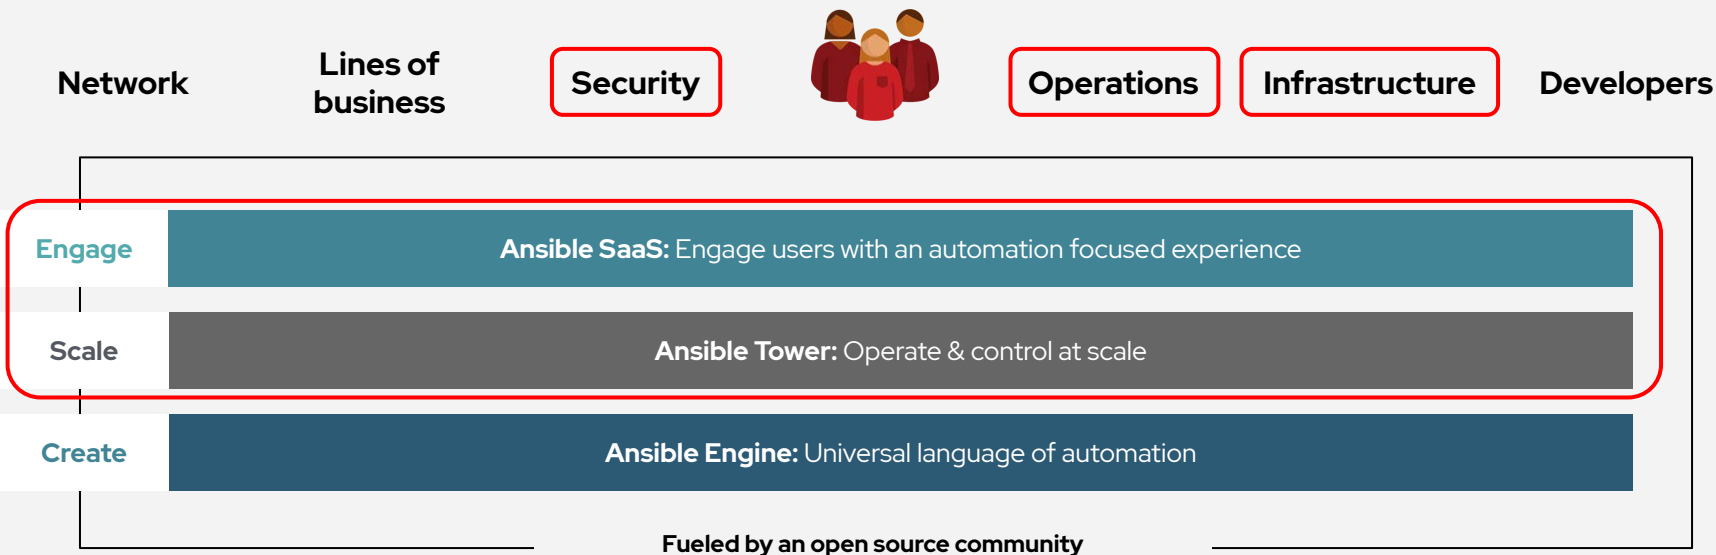 Network
Lines of
business
Security
Operations
Infrastructure
Developers
Engage
Ansible SaaS: Engage users with an automation focused experience
Scale
Ansible Tower: Operate & control at scale
Create
Ansible Engine: Universal language of automation
Fueled by an open source community